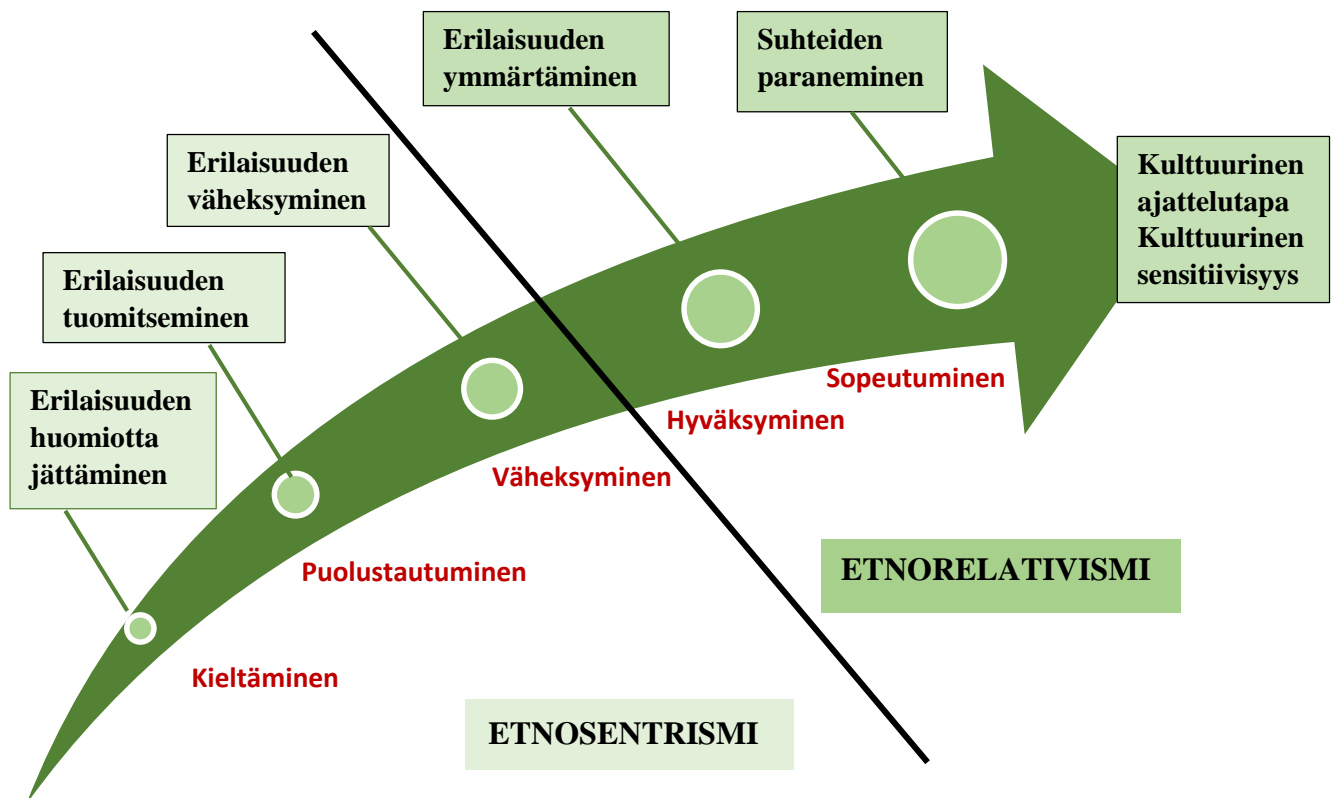 Erilaisuuden
ymmärtäminen
Suhteiden
paraneminen
Erilaisuuden
väheksyminen
Kulttuurinen
ajattelutapa
Kulttuurinen
sensitiivisyys
Erilaisuuden
tuomitseminen
Erilaisuuden
huomiotta
jättäminen
Sopeutuminen
Hyväksyminen
Väheksyminen
Puolustautuminen
Kieltäminen
ETNORELATIVISMI
ETNOSENTRISMI